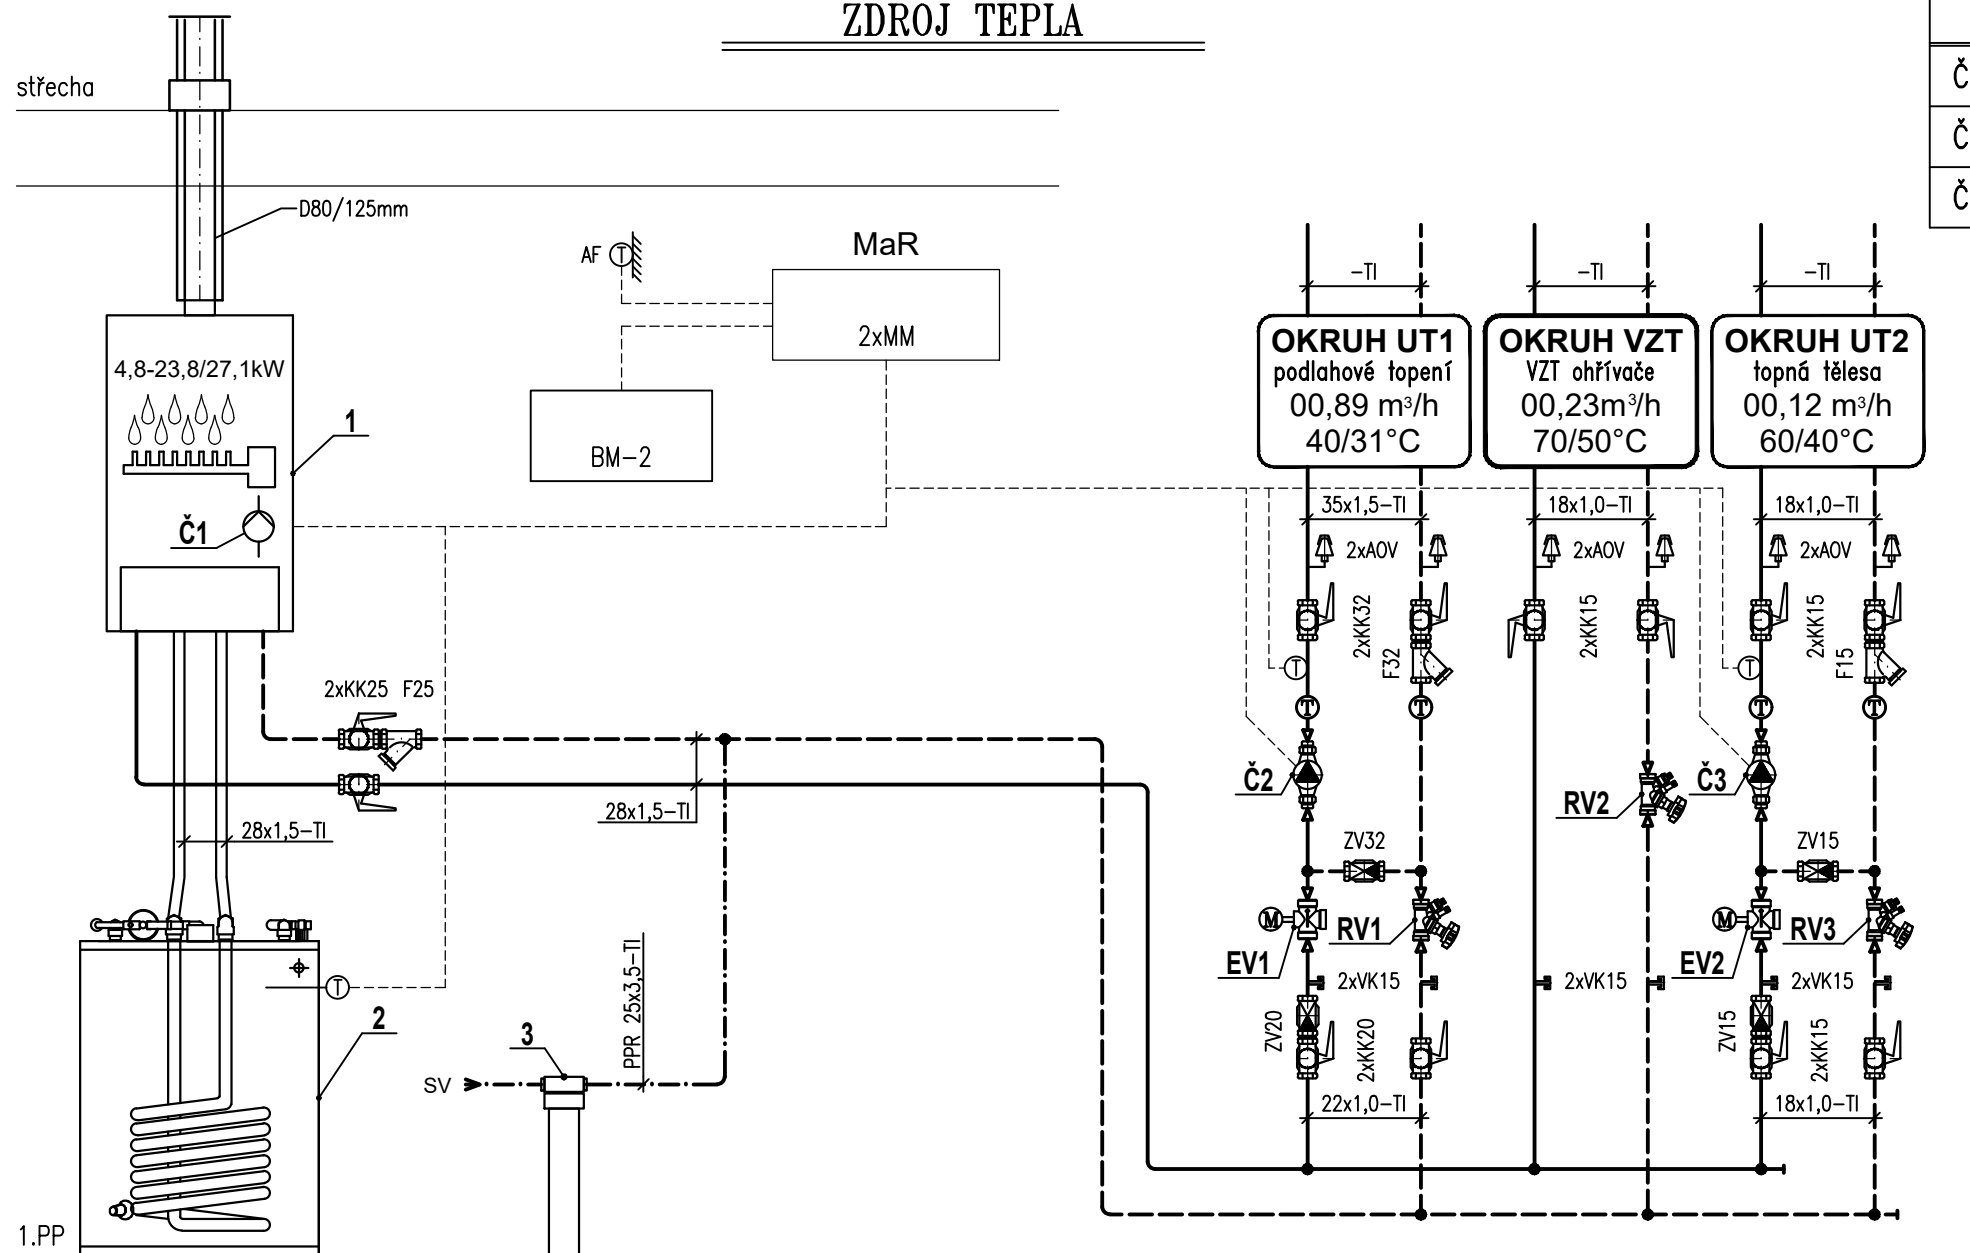 ZDROJ TEPLA
střecha
D80/125mm
AF T
MaR
2xMM
BM-2
4,8-23,8/27,1kW
1
Č1
-TI
-TI
-TI
OKRUH UT1
podlahové topení
00,89 m³/h
40/31°C
OKRUH VZT
VZT ohřívače
00,23m³/h
70/50°C
OKRUH UT2
topná tělesa
00,12 m³/h
60/40°C
Č
Č
Č
35x1,5-TI
18x1,0-TI
18x1,0-TI
2xAOV
2xAOV
2xAOV
2xKK32
2xKK15
2xKK15
F32
F15
T
T
T
T
T
T
2xKK25 F25
28x1,5-TI
28x1,5-TI
Č2
RV2
Č3
ZV32
ZV15
M
M
EV1
RV1
EV2
RV3
2xVK15
2xVK15
2xVK15
ZV20
2xKK20
ZV15
2xKK15
22x1,0-TI
18x1,0-TI
T
2
3
PPR 25x3,5-TI
SV
1.PP